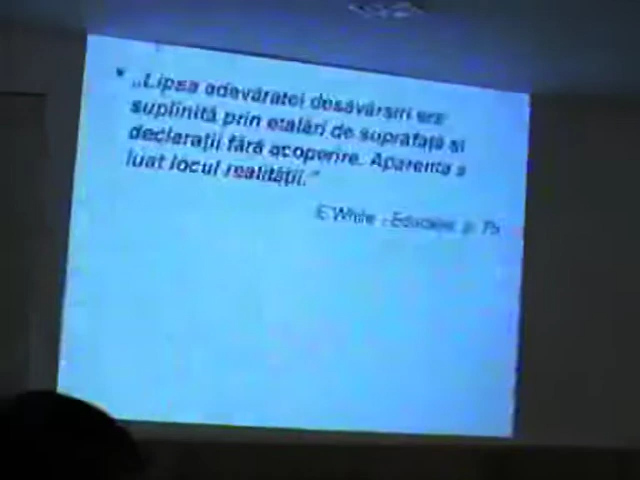 • „Lipsa adevăratei desăvârșiri era
suplinită prin etalări de suprafață și
declarații fără acoperire. Aparența a
luat locul realității."
E.White , Educație, p. 75